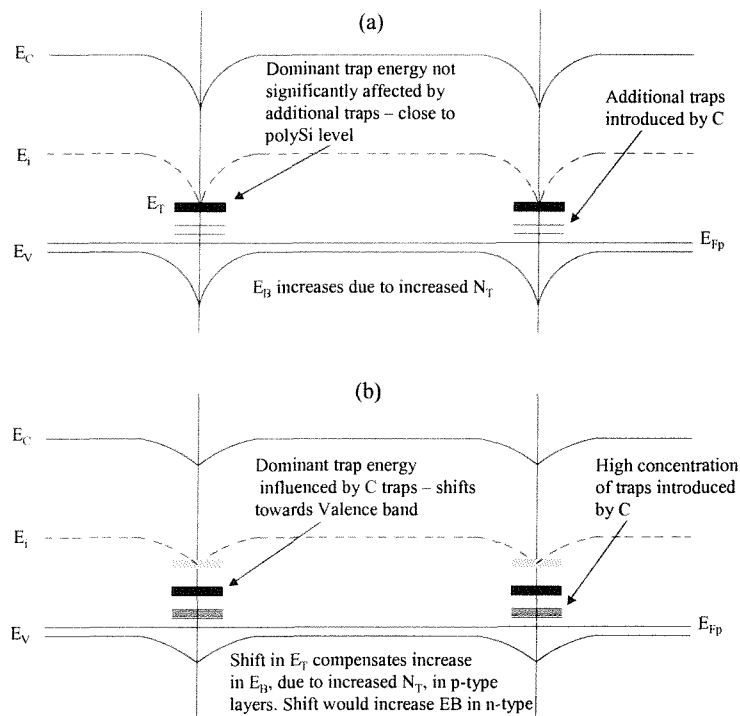 (a)
E_C
Dominant trap energy not
significantly affected by
additional traps – close to
polySi level
Additional traps
introduced by C
E_i
E_T
E_V
E_Fp
E_B increases due to increased N_T
(b)
E_C
Dominant trap energy
influenced by C traps – shifts
towards Valence band
High concentration
of traps introduced
by C
E_i
E_V
E_Fp
Shift in E_T compensates increase
in E_B, due to increased N_T, in p-type
layers. Shift would increase EB in n-type